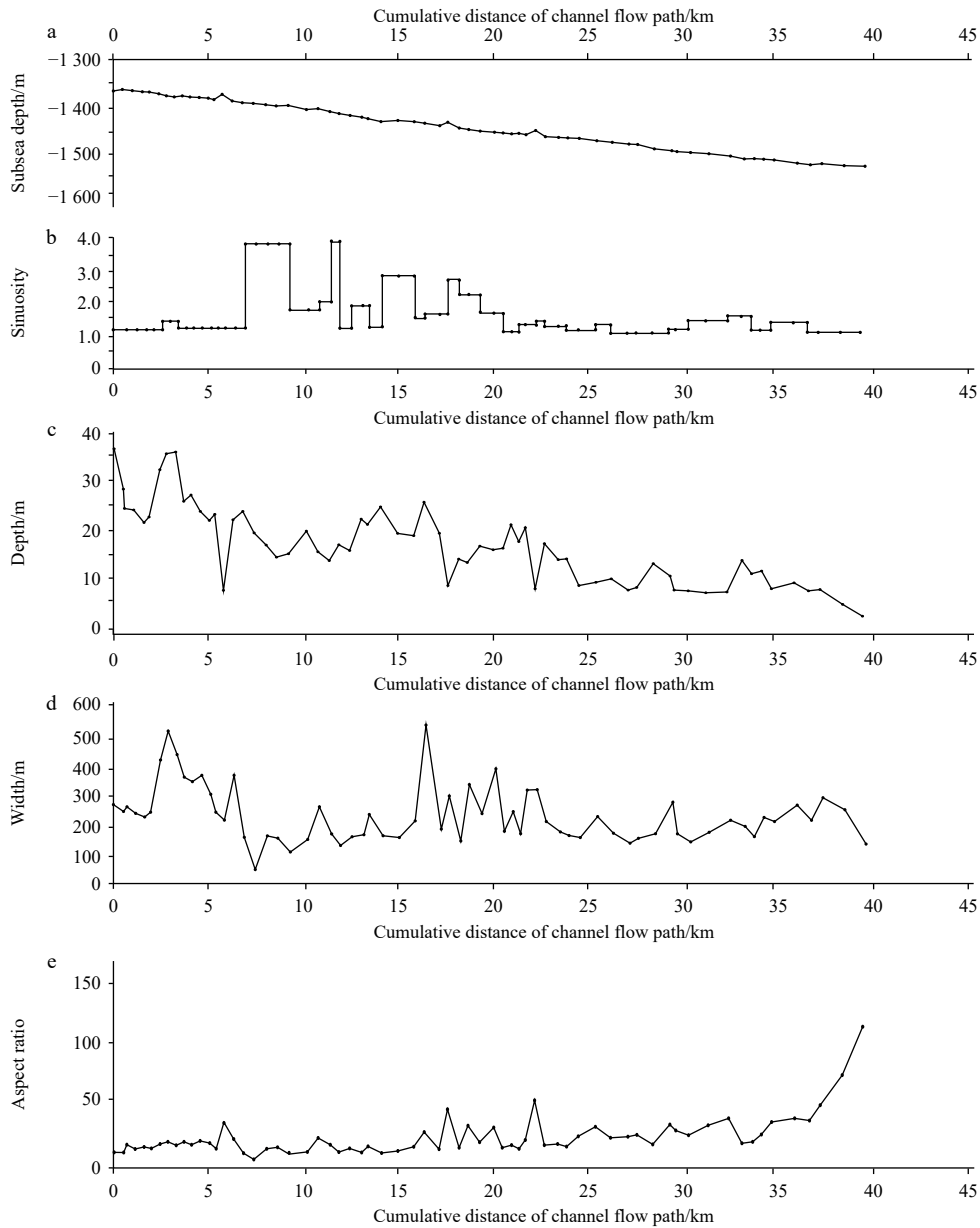 Cumulative distance of channel flow path/km
a
0 5 10 15 20 25 30 35 40 45
−1 300
−1 400
−1 500
−1 600
Subsea depth/m
b
4.0
3.0
2.0
1.0
0
Sinuosity
0 5 10 15 20 25 30 35 40 45
Cumulative distance of channel flow path/km
c
40
30
20
10
0
Depth/m
0 5 10 15 20 25 30 35 40 45
Cumulative distance of channel flow path/km
d
600
500
400
300
200
100
0
Width/m
0 5 10 15 20 25 30 35 40 45
Cumulative distance of channel flow path/km
e
150
100
50
0
Aspect ratio
0 5 10 15 20 25 30 35 40 45
Cumulative distance of channel flow path/km